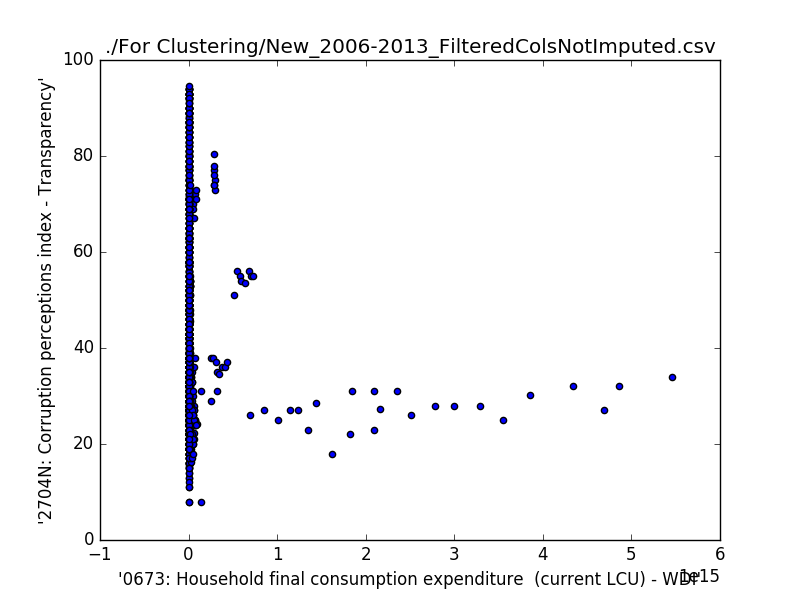 ./For Clustering/New_2006-2013_FilteredColsNotImputed.csv
100
80
60
40
20
0
'2704N: Corruption perceptions index - Transparency'
−1 0 1 2 3 4 5 6
1e15
'0673: Household final consumption expenditure (current LCU) - WDI'